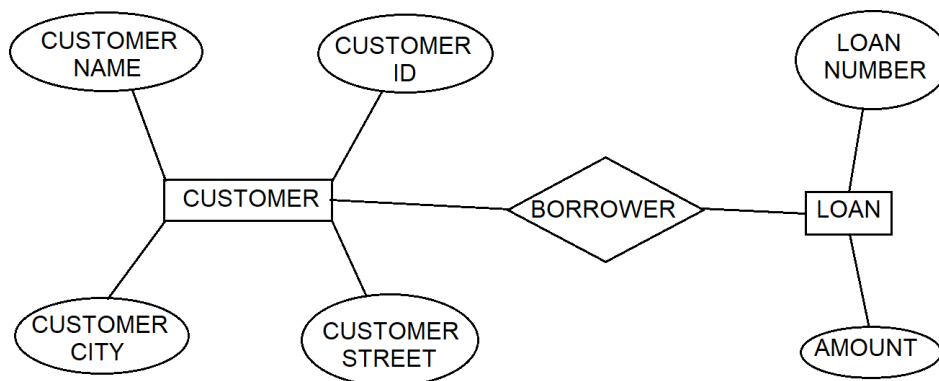 CUSTOMER
NAME
CUSTOMER
ID
LOAN
NUMBER
CUSTOMER
BORROWER
LOAN
CUSTOMER
CITY
CUSTOMER
STREET
AMOUNT